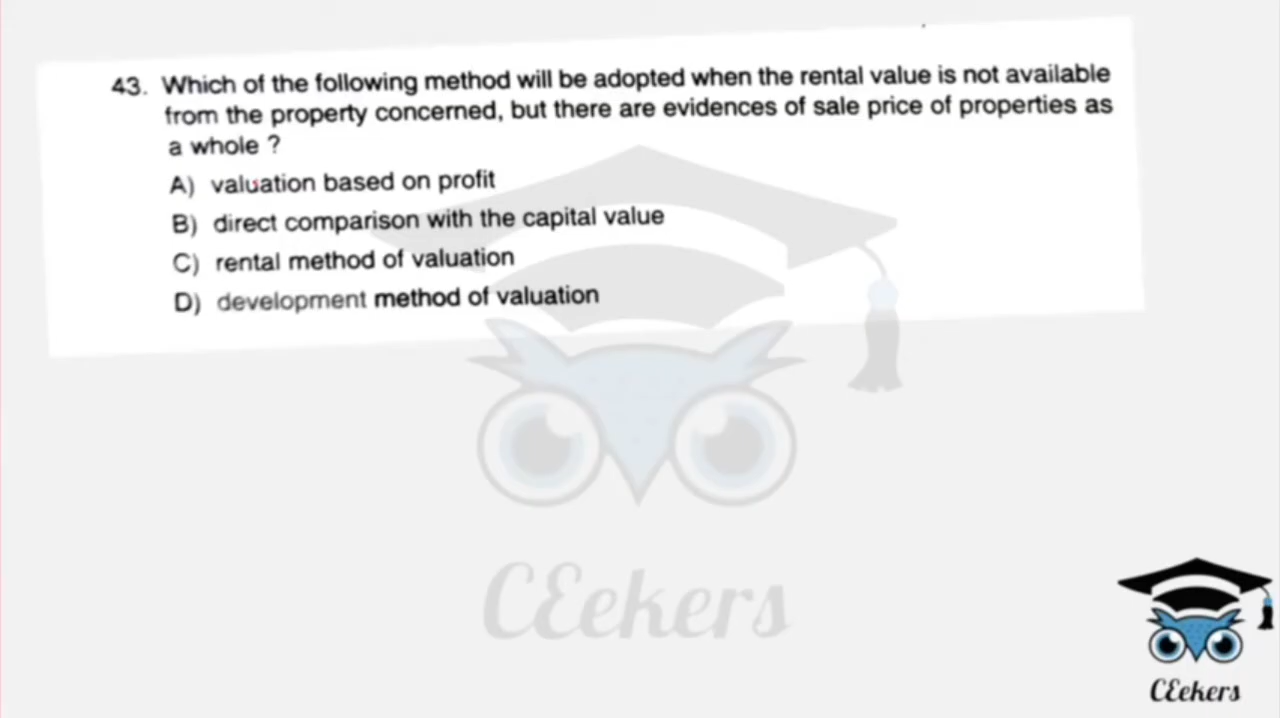 43. Which of the following method will be adopted when the rental value is not available
from the property concerned, but there are evidences of sale price of properties as
a whole ?
A) valuation based on profit
B) direct comparison with the capital value
C) rental method of valuation
D) development method of valuation
CEekers
CEekers